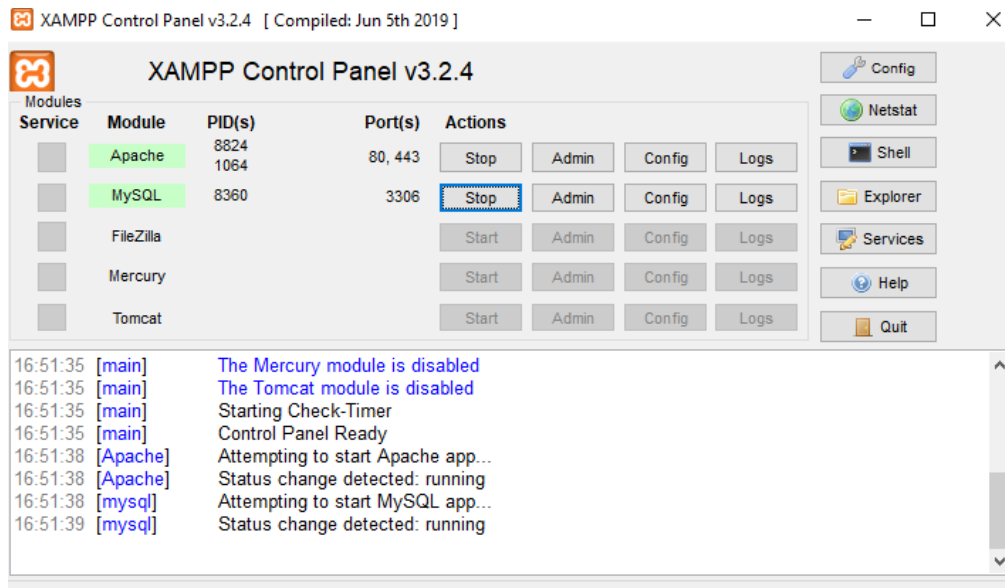 XAMPP Control Panel v3.2.4 [ Compiled: Jun 5th 2019 ]
XAMPP Control Panel v3.2.4
Config
Modules
Service Module PID(s) Port(s) Actions
Netstat
Apache 8824 1064 80, 443 Stop Admin Config Logs
Shell
MySQL 8360 3306 Stop Admin Config Logs
Explorer
FileZilla Start Admin Config Logs
Services
Mercury Start Admin Config Logs
Help
Tomcat Start Admin Config Logs
Quit
16:51:35 [main] The Mercury module is disabled
16:51:35 [main] The Tomcat module is disabled
16:51:35 [main] Starting Check-Timer
16:51:35 [main] Control Panel Ready
16:51:38 [Apache] Attempting to start Apache app...
16:51:38 [Apache] Status change detected: running
16:51:38 [mysql] Attempting to start MySQL app...
16:51:39 [mysql] Status change detected: running